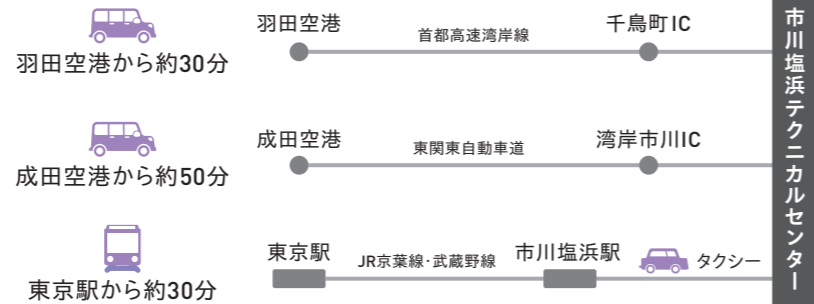 羽田空港から約30分
羽田空港
首都高速湾岸線
千鳥町IC
成田空港から約50分
成田空港
東関東自動車道
湾岸市川IC
東京駅から約30分
東京駅
JR京葉線・武蔵野線
市川塩浜駅
タクシー
市川塩浜テクニカルセンター